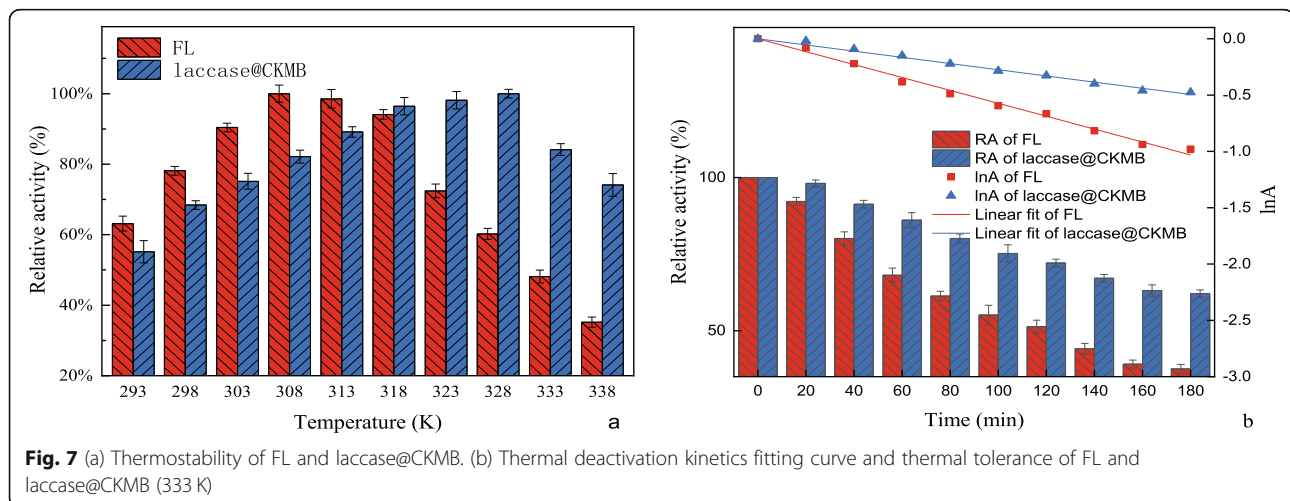 FL
laccase@CKMB
Relative activity (%)
100%
80%
60%
40%
20%
293 298 303 308 313 318 323 328 333 338
Temperature (K)
a
RA of FL
RA of laccase@CKMB
lnA of FL
lnA of laccase@CKMB
Linear fit of FL
Linear fit of laccase@CKMB
Relative activity (%)
100
50
0 20 40 60 80 100 120 140 160 180
Time (min)
b
0.0
-0.5
-1.0
-1.5
-2.0
-2.5
-3.0
lnA
Fig. 7 (a) Thermostability of FL and laccase@CKMB. (b) Thermal deactivation kinetics fitting curve and thermal tolerance of FL and
laccase@CKMB (333 K)